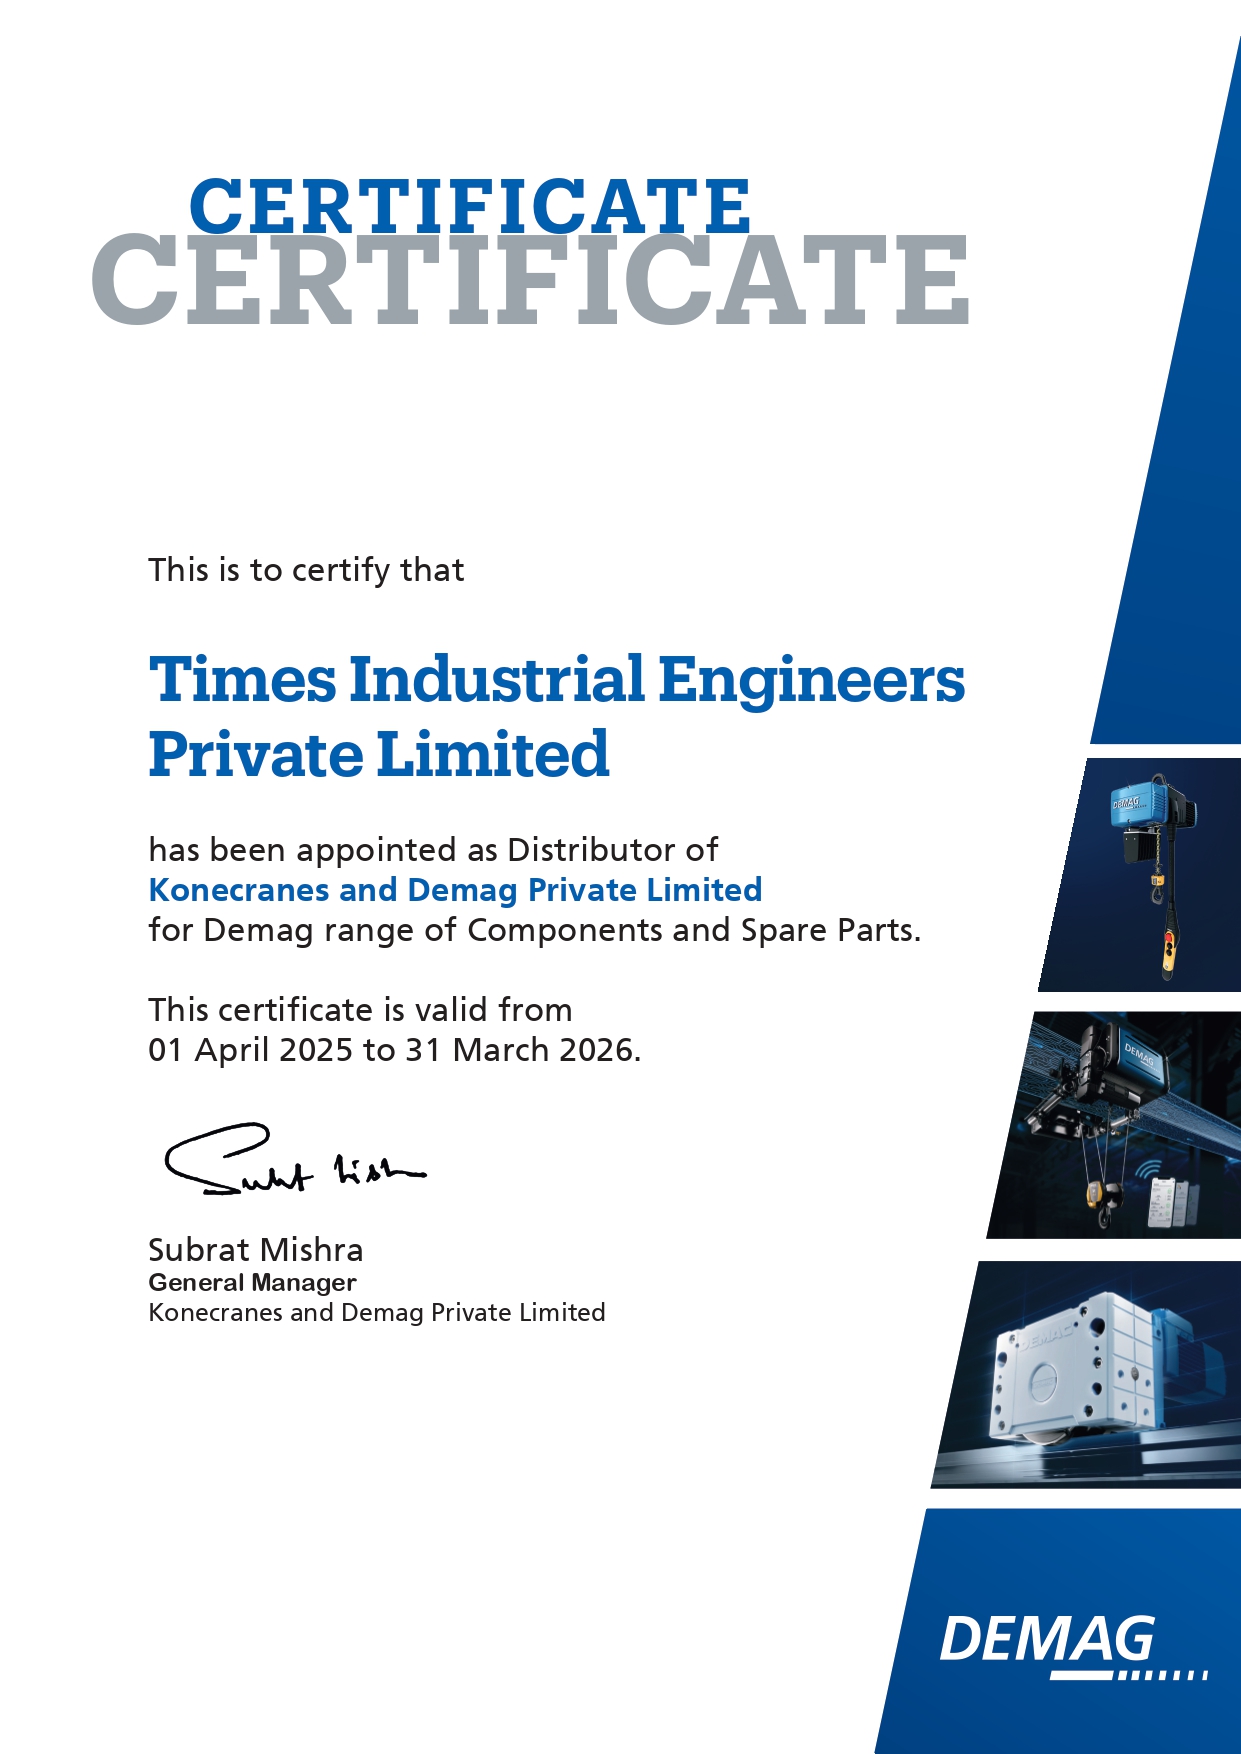 CERTIFICATE
CERTIFICATE
This is to certify that
Times Industrial Engineers
Private Limited
has been appointed as Distributor of
Konecranes and Demag Private Limited
for Demag range of Components and Spare Parts.
This certificate is valid from
01 April 2025 to 31 March 2026.
Subrat Mishra
General Manager
Konecranes and Demag Private Limited
DEMAG
DEMAG
DEMAG
DEMAG